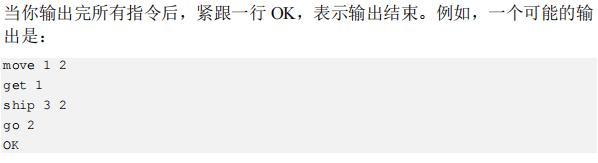 当你输出完所有指令后，紧跟一行 OK，表示输出结束。例如，一个可能的输
出是：
move 1 2
get 1
ship 3 2
go 2
OK